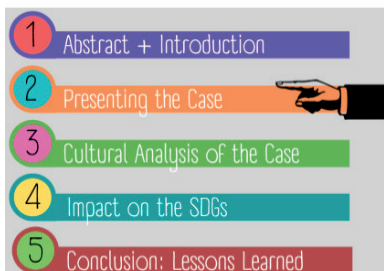 1 Abstract + Introduction
2 Presenting the Case
3 Cultural Analysis of the Case
4 Impact on the SDGs
5 Conclusion: Lessons Learned